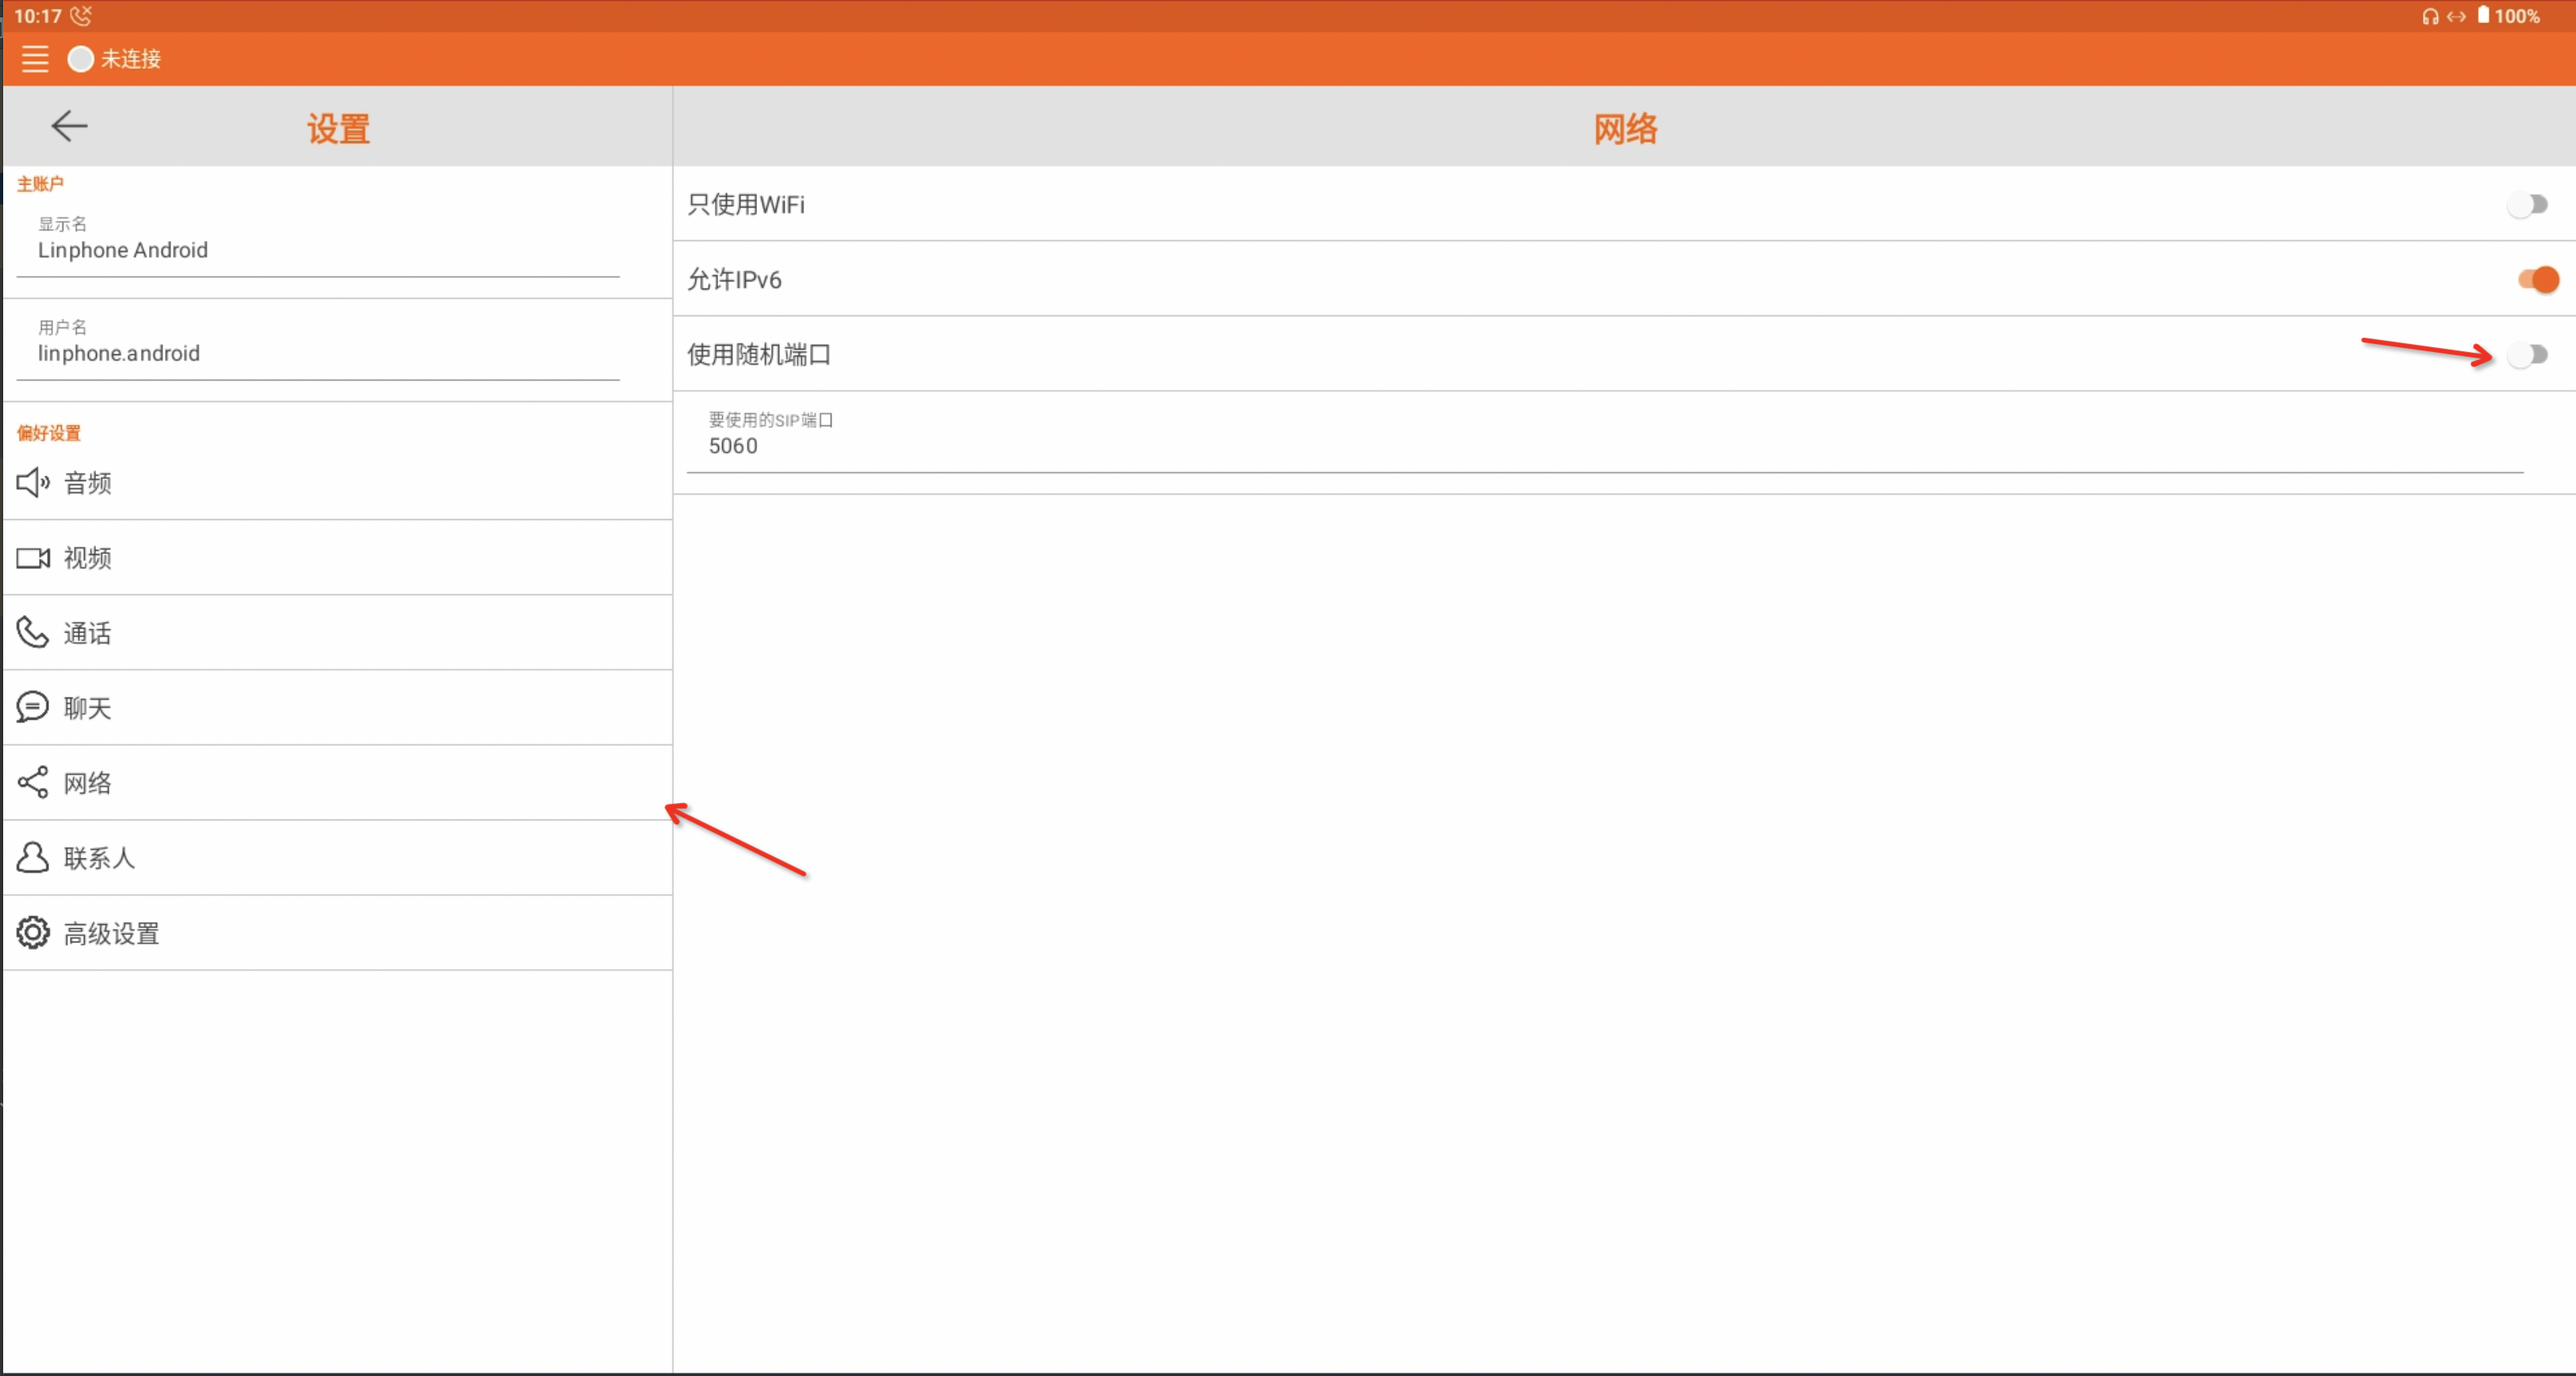 10:17
100%
未连接
设置
网络
主账户
显示名
Linphone Android
用户名
linphone.android
偏好设置
音频
视频
通话
聊天
网络
联系人
高级设置
只使用WiFi
允许IPv6
使用随机端口
要使用的SIP端口
5060